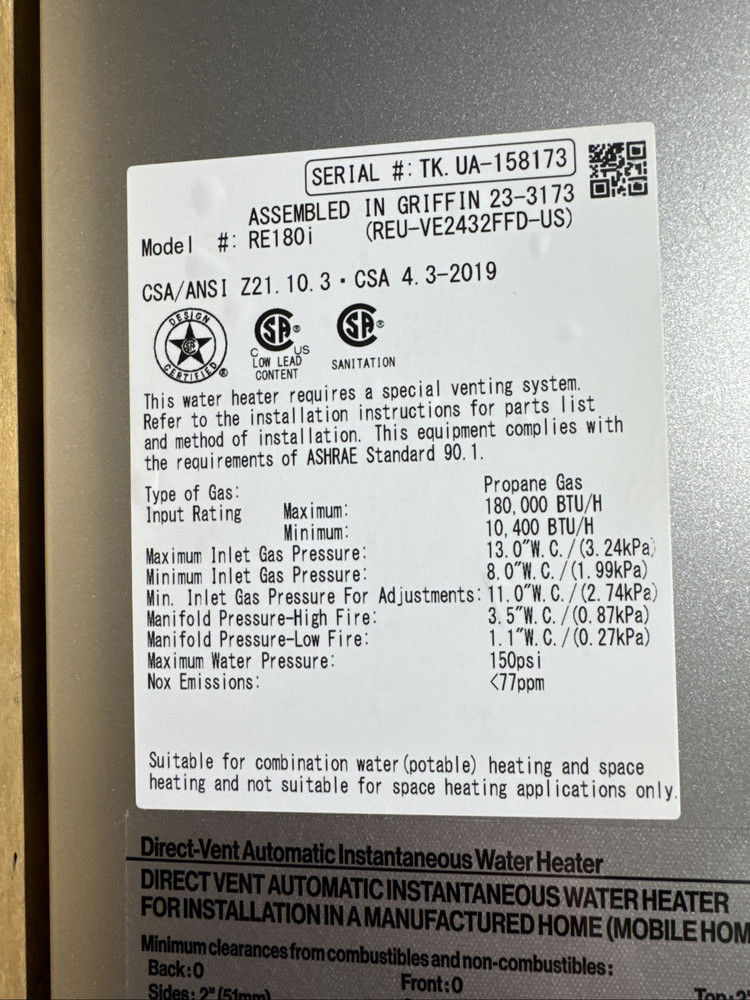 SERIAL #: TK. UA-158173
ASSEMBLED IN GRIFFIN 23-3173
Model #: RE180i (REU-VE2432FFD-US)
CSA/ANSI Z21.10.3・CSA 4.3-2019
DESIGN
CERTIFIED®
SA®
C US
LOW LEAD
CONTENT
SA®
SANITATION
This water heater requires a special venting system.
Refer to the installation instructions for parts list
and method of installation. This equipment complies with
the requirements of ASHRAE Standard 90.1.
Type of Gas: Propane Gas
Input Rating Maximum: 180,000 BTU/H
Minimum: 10,400 BTU/H
Maximum Inlet Gas Pressure: 13.0″W.C./(3.24kPa)
Minimum Inlet Gas Pressure: 8.0″W.C./(1.99kPa)
Min. Inlet Gas Pressure For Adjustments: 11.0″W.C./(2.74kPa)
Manifold Pressure-High Fire: 3.5″W.C./(0.87kPa)
Manifold Pressure-Low Fire: 1.1″W.C./(0.27kPa)
Maximum Water Pressure: 150psi
Nox Emissions: <77ppm
Suitable for combination water(potable) heating and space
heating and not suitable for space heating applications only.
Direct-Vent Automatic Instantaneous Water Heater
DIRECT VENT AUTOMATIC INSTANTANEOUS WATER HEATER
FOR INSTALLATION IN A MANUFACTURED HOME (MOBILE HOM
Minimum clearances from combustibles and non-combustibles:
Back:0 Front:0
Sides: 2" (51mm) Top: